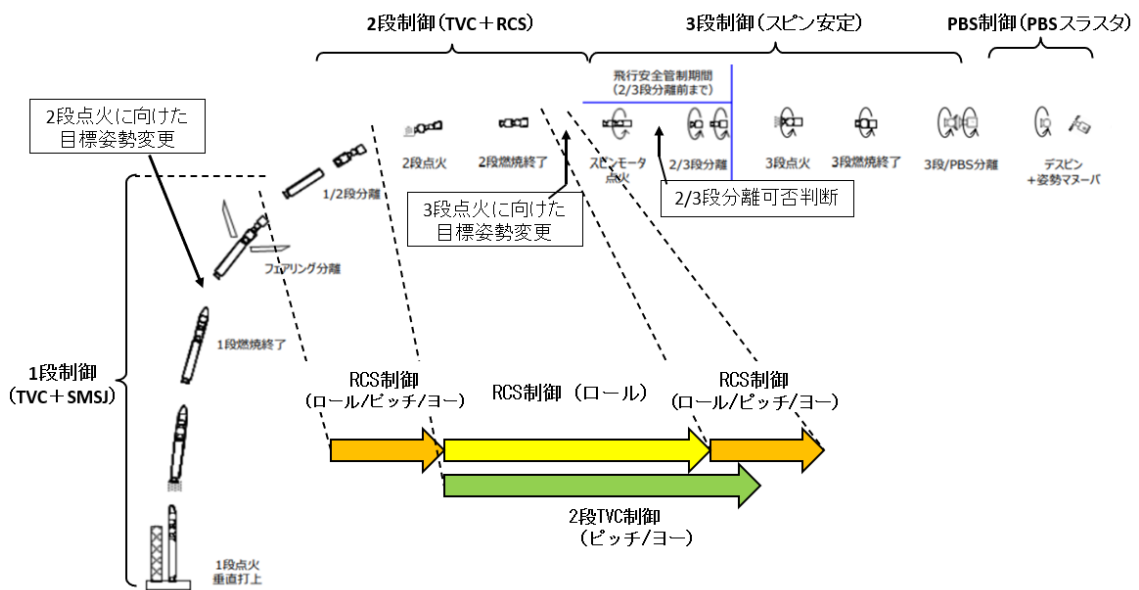 2段制御(TVC+RCS)
3段制御(スピン安定)
PBS制御(PBSスラスタ)
飛行安全管制期間
(2/3段分離前まで)
2段点火に向けた
目標姿勢変更
2段点火
2段燃焼終了
スピンモータ
点火
2/3段分離
3段点火
3段燃焼終了
3段/PBS分離
デスピン
+姿勢マヌーバ
1/2段分離
3段点火に向けた
目標姿勢変更
2/3段分離可否判断
フェアリング分離
1段燃焼終了
1段制御
(TVC+SMSJ)
RCS制御
(ロール/ピッチ/ヨー)
RCS制御 (ロール)
RCS制御
(ロール/ピッチ/ヨー)
2段TVC制御
(ピッチ/ヨー)
1段点火
垂直打上